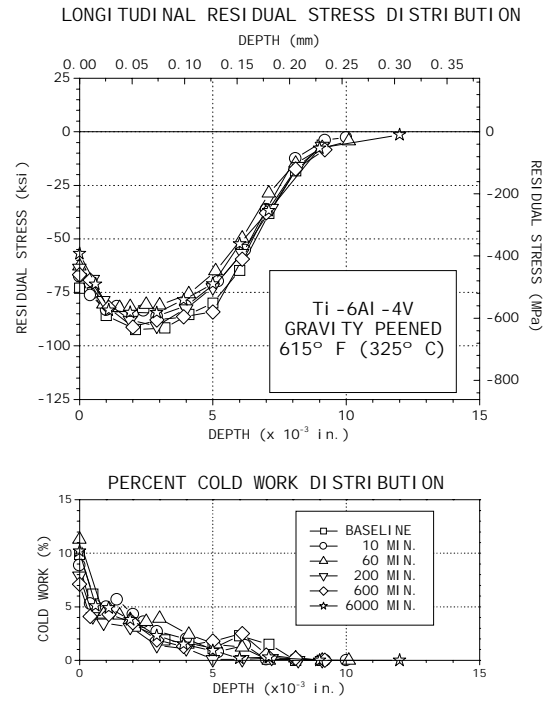 LONGITUDINAL RESIDUAL STRESS DISTRIBUTION
DEPTH (mm)
0.00 0.05 0.10 0.15 0.20 0.25 0.30 0.35
25
0
-25
-50
-75
-100
-125
RESIDUAL STRESS (ksi)
0
-200
-400
-600
-800
RESIDUAL STRESS (MPa)
Ti-6Al-4V
GRAVITY PEENED
615º F (325º C)
0 5 10 15
DEPTH (x 10⁻³ in.)
PERCENT COLD WORK DISTRIBUTION
15
10
5
0
COLD WORK (%)
BASELINE
10 MIN.
60 MIN.
200 MIN.
600 MIN.
6000 MIN.
0 5 10 15
DEPTH (x10⁻³ in.)